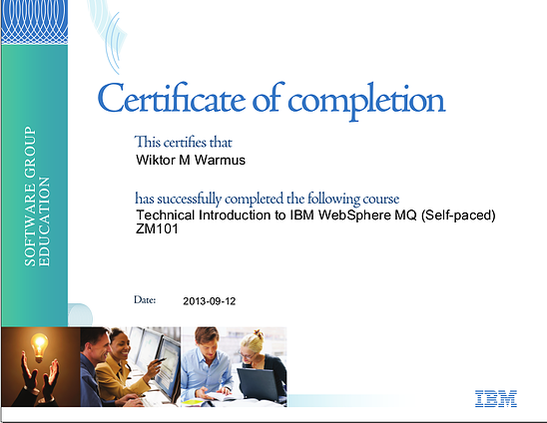 SOFTWARE GROUP
EDUCATION
Certificate of completion
This certifies that
Wiktor M Warmus
has successfully completed the following course
Technical Introduction to IBM WebSphere MQ (Self-paced)
ZM101
Date: 2013-09-12
IBM